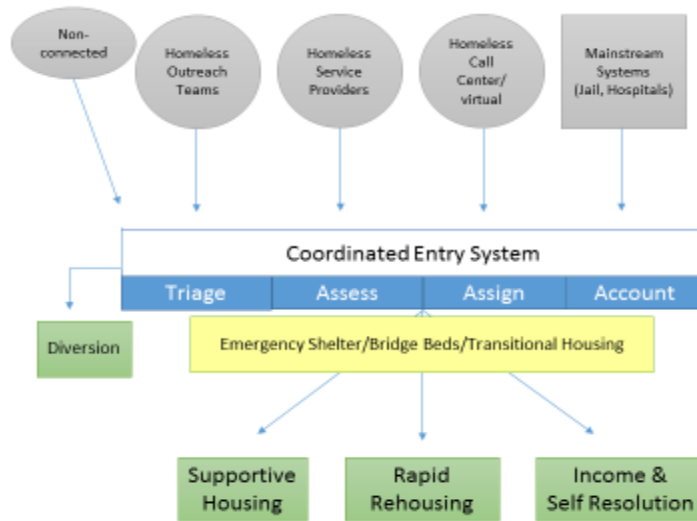 Non-
connected
Homeless
Outreach
Teams
Homeless
Service
Providers
Homeless
Call
Center/
virtual
Mainstream
Systems
(Jail, Hospitals)
Coordinated Entry System
Triage
Assess
Assign
Account
Diversion
Emergency Shelter/Bridge Beds/Transitional Housing
Supportive
Housing
Rapid
Rehousing
Income &
Self Resolution